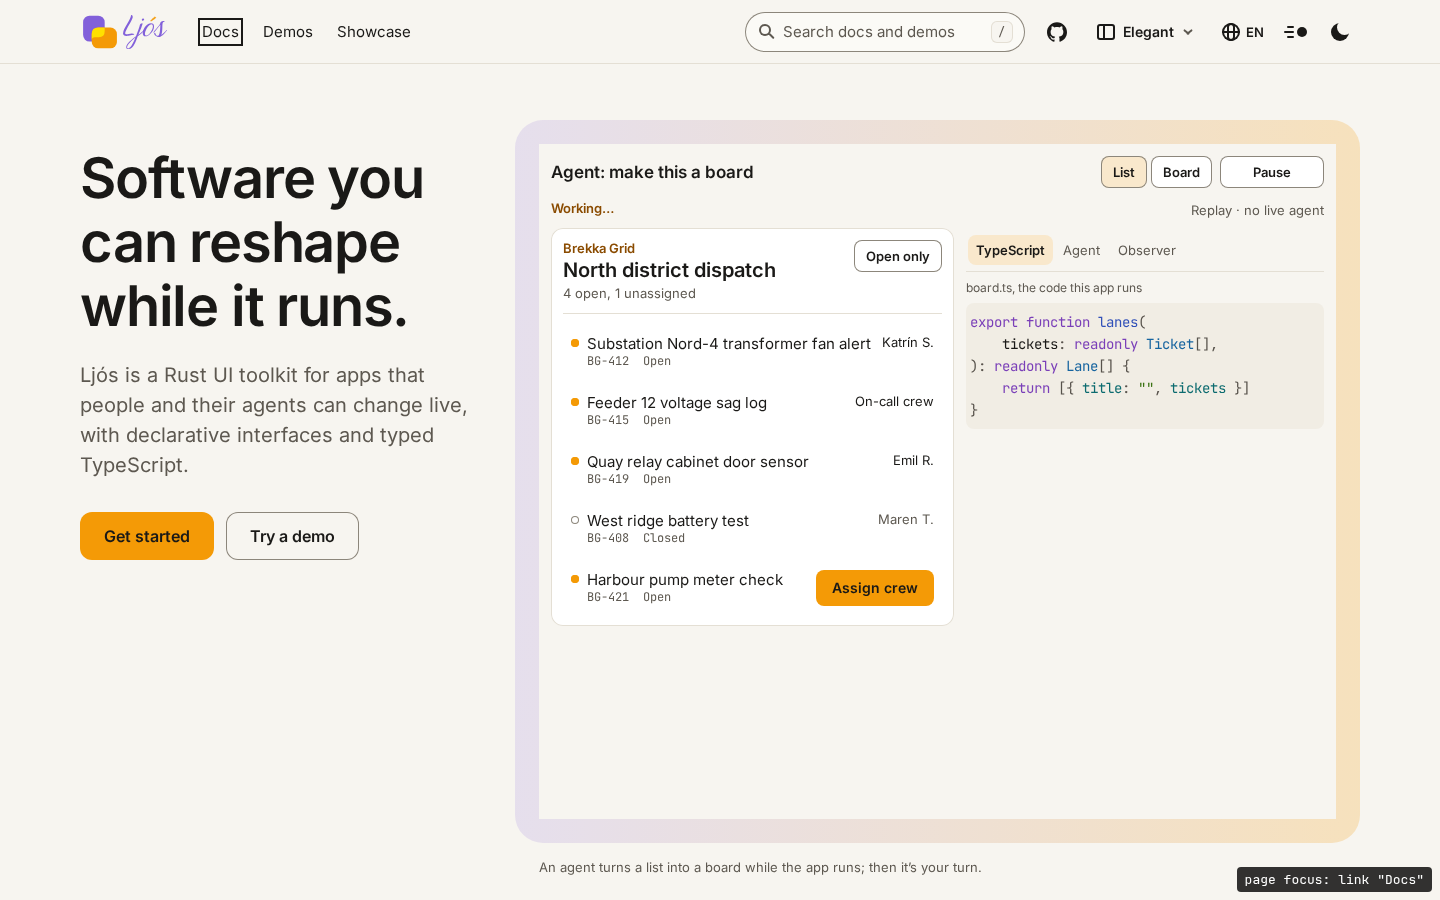 Ljós
Docs
Demos
Showcase
Search docs and demos
/
Elegant
EN
Software you
can reshape
while it runs.
Ljós is a Rust UI toolkit for apps that
people and their agents can change live,
with declarative interfaces and typed
TypeScript.
Get started
Try a demo
Agent: make this a board
List
Board
Pause
Working…
Replay · no live agent
Brekka Grid
North district dispatch
4 open, 1 unassigned
Open only
Substation Nord-4 transformer fan alert
Katrín S.
BG-412 Open
Feeder 12 voltage sag log
On-call crew
BG-415 Open
Quay relay cabinet door sensor
Emil R.
BG-419 Open
West ridge battery test
Maren T.
BG-408 Closed
Harbour pump meter check
BG-421 Open
Assign crew
TypeScript
Agent
Observer
board.ts, the code this app runs
export function lanes(
    tickets: readonly Ticket[],
): readonly Lane[] {
    return [{ title: "", tickets }]
}
An agent turns a list into a board while the app runs; then it’s your turn.
page focus: link "Docs"